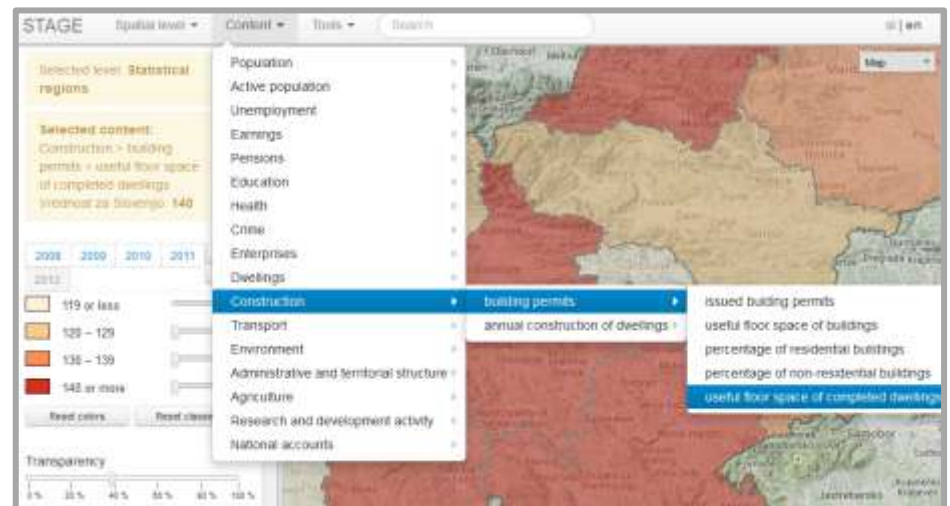 STAGE Spatial level Content Tools Search sl | en
Selected level: Statistical
regions
Selected content:
Construction > building
permits > useful floor space
of completed dwellings
Vrednost za Slovenijo: 140
2008 2009 2010 2011
2012
119 or less
120 – 129
130 – 139
140 or more
Reset colors Reset classes
Transparency
0 % 20 % 40 % 60 % 80 % 100 %
Population
Active population
Unemployment
Earnings
Pensions
Education
Health
Crime
Enterprises
Dwellings
Construction
Transport
Environment
Administrative and territorial structure
Agriculture
Research and development activity
National accounts
building permits
annual construction of dwellings
issued building permits
useful floor space of buildings
percentage of residential buildings
percentage of non-residential buildings
useful floor space of completed dwellings
Map
Samobor
Jastrebarsko